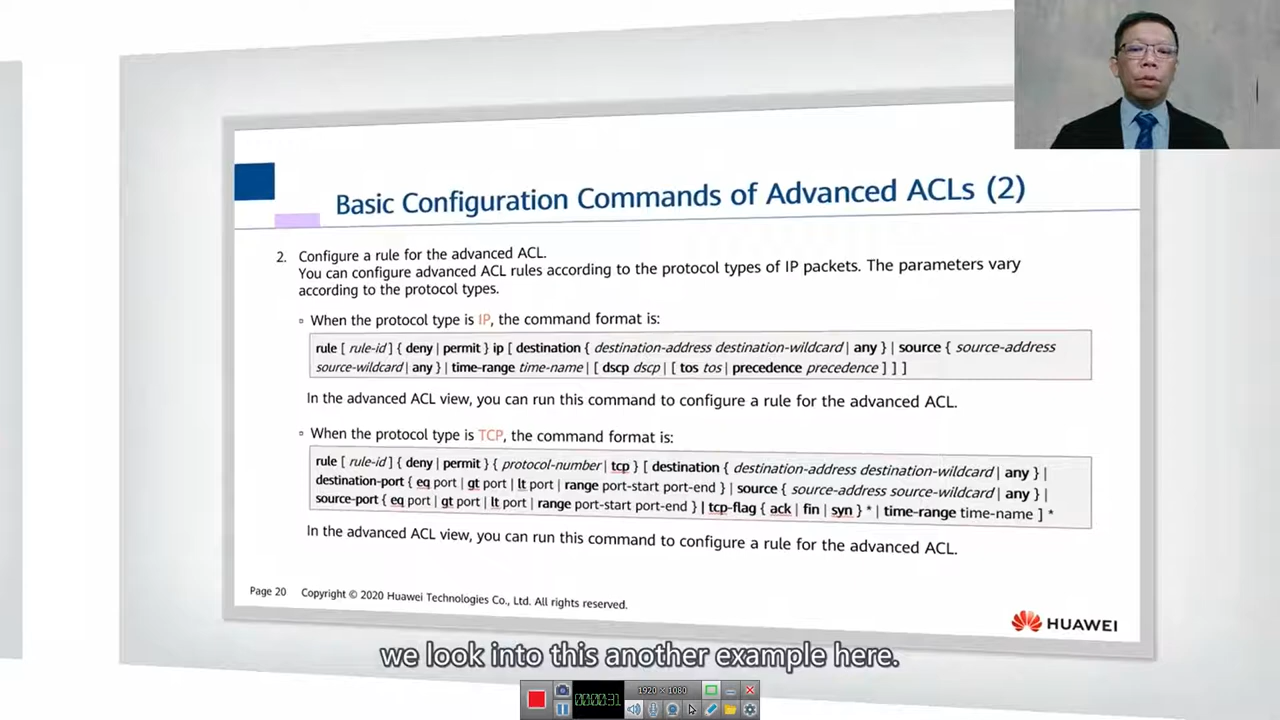 Basic Configuration Commands of Advanced ACLs (2)
2. Configure a rule for the advanced ACL.
You can configure advanced ACL rules according to the protocol types of IP packets. The parameters vary
according to the protocol types.
▫ When the protocol type is IP, the command format is:
rule [ rule-id ] { deny | permit } ip [ destination { destination-address destination-wildcard | any } | source { source-address
source-wildcard | any } | time-range time-name | [ dscp dscp | [ tos tos | precedence precedence ] ] ]
In the advanced ACL view, you can run this command to configure a rule for the advanced ACL.
▫ When the protocol type is TCP, the command format is:
rule [ rule-id ] { deny | permit } { protocol-number | tcp } [ destination { destination-address destination-wildcard | any } |
destination-port { eq port | gt port | lt port | range port-start port-end } | source { source-address source-wildcard | any } |
source-port { eq port | gt port | lt port | range port-start port-end } | tcp-flag { ack | fin | syn } * | time-range time-name ] *
In the advanced ACL view, you can run this command to configure a rule for the advanced ACL.
Page 20 Copyright © 2020 Huawei Technologies Co., Ltd. All rights reserved.
HUAWEI
we look into this another example here.
00:00:31
1920 × 1080